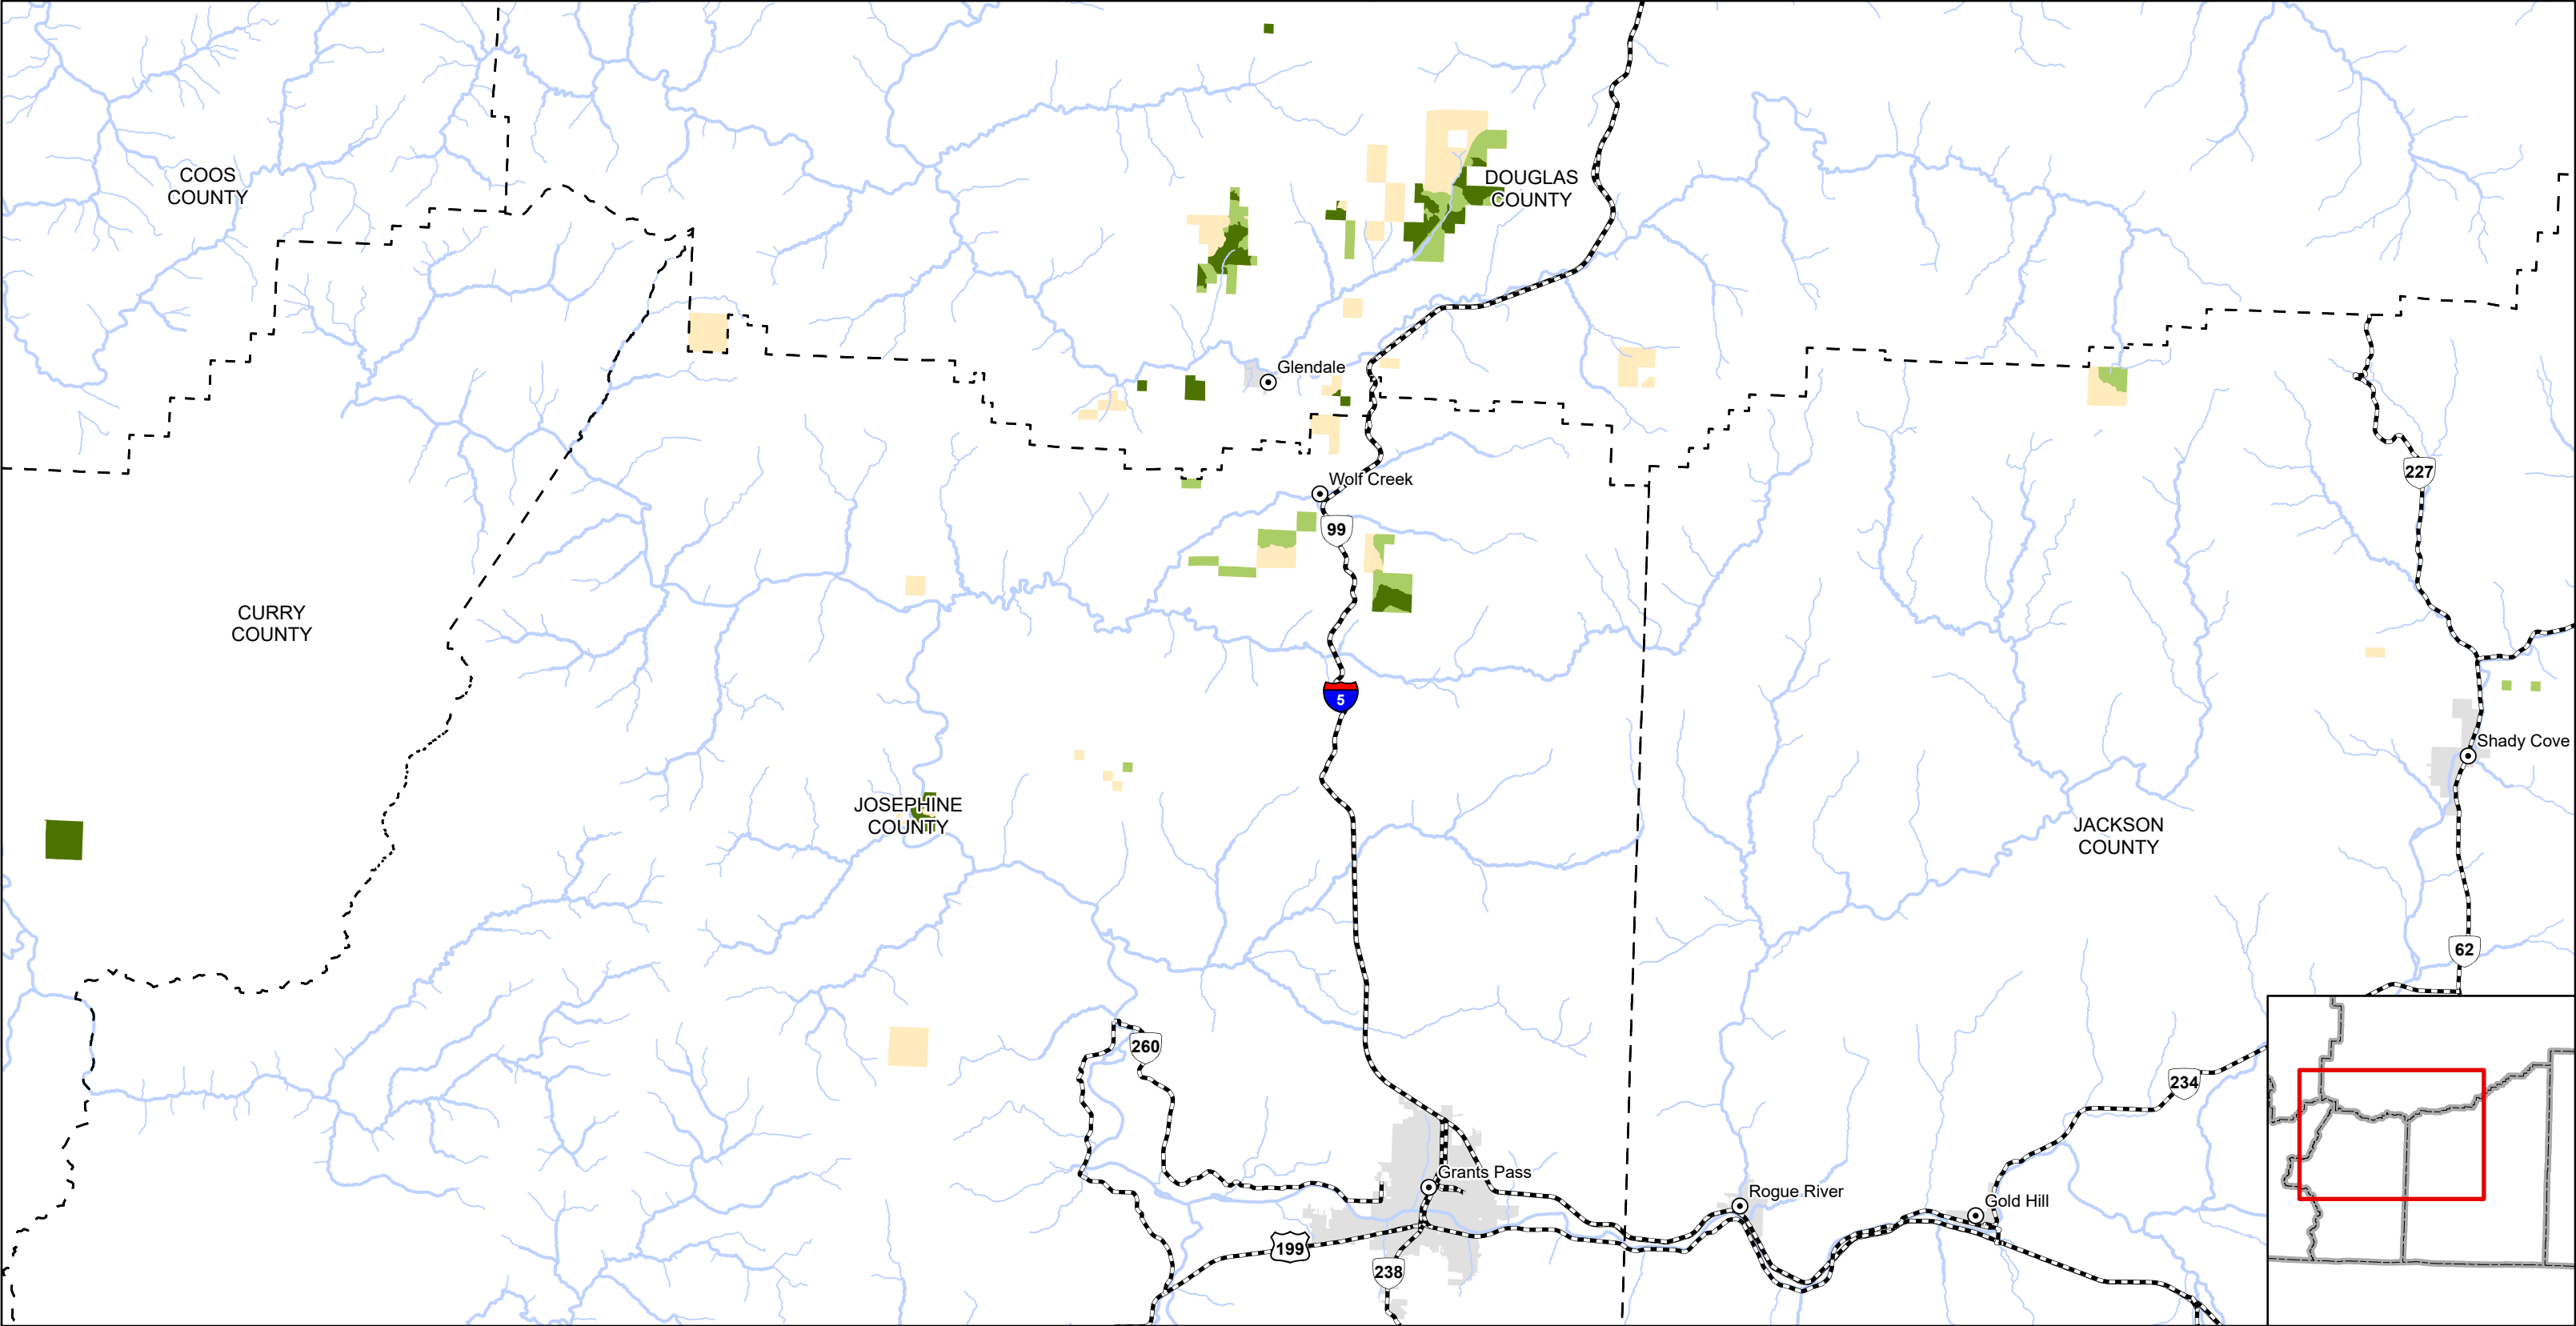 COOS
COUNTY
DOUGLAS
COUNTY
Glendale
Wolf Creek
227
99
CURRY
COUNTY
5
Shady Cove
JOSEPHINE
COUNTY
JACKSON
COUNTY
62
260
234
Grants Pass
Rogue River
Gold Hill
199
238